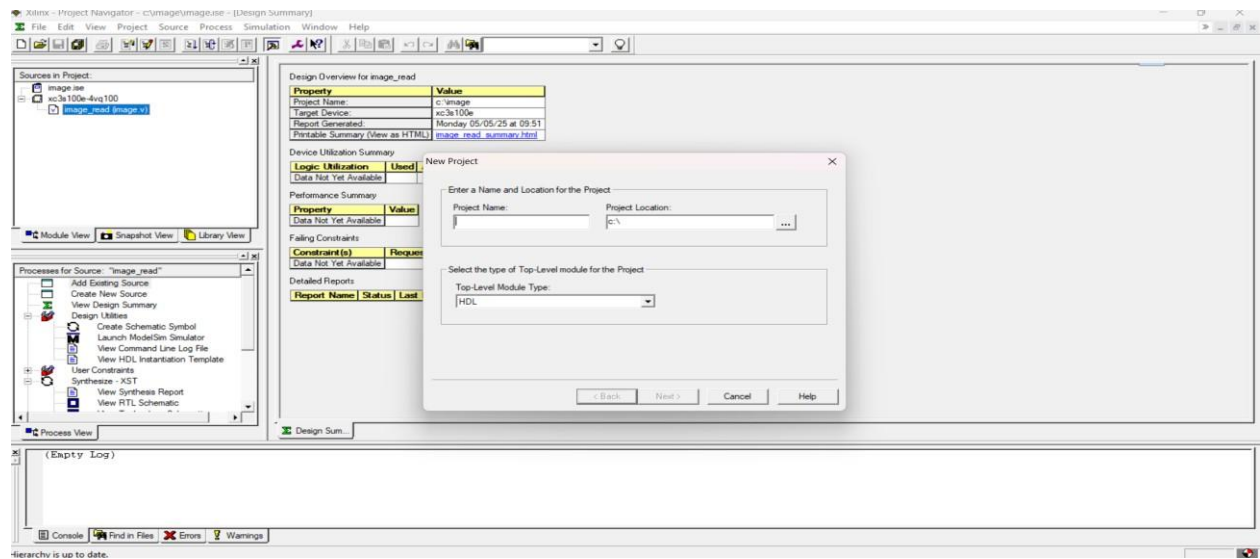 Xilinx - Project Navigator - c:\image\image.ise - [Design Summary]
File Edit View Project Source Process Simulation Window Help
Sources in Project:
image.ise
xc3s100e-4vq100
image_read (image.v)
Module View Snapshot View Library View
Processes for Source: "image_read"
Add Existing Source
Create New Source
View Design Summary
Design Utilities
Create Schematic Symbol
Launch ModelSim Simulator
View Command Line Log File
View HDL Instantiation Template
User Constraints
Synthesize - XST
View Synthesis Report
View RTL Schematic
Process View
Design Overview for image_read
Property Value
Project Name: c:\image
Target Device: xc3s100e
Report Generated: Monday 05/05/25 at 09:51
Printable Summary (View as HTML) image_read_summary.html
Device Utilization Summary
Logic Utilization Used
Data Not Yet Available
Performance Summary
Property Value
Data Not Yet Available
Failing Constraints
Constraint(s) Reques
Data Not Yet Available
Detailed Reports
Report Name Status Last
Design Sum...
New Project
Enter a Name and Location for the Project
Project Name: Project Location:
c:\ ...
Select the type of Top-Level module for the Project
Top-Level Module Type:
HDL
< Back Next > Cancel Help
(Empty Log)
Console Find in Files Errors Warnings
Hierarchy is up to date.